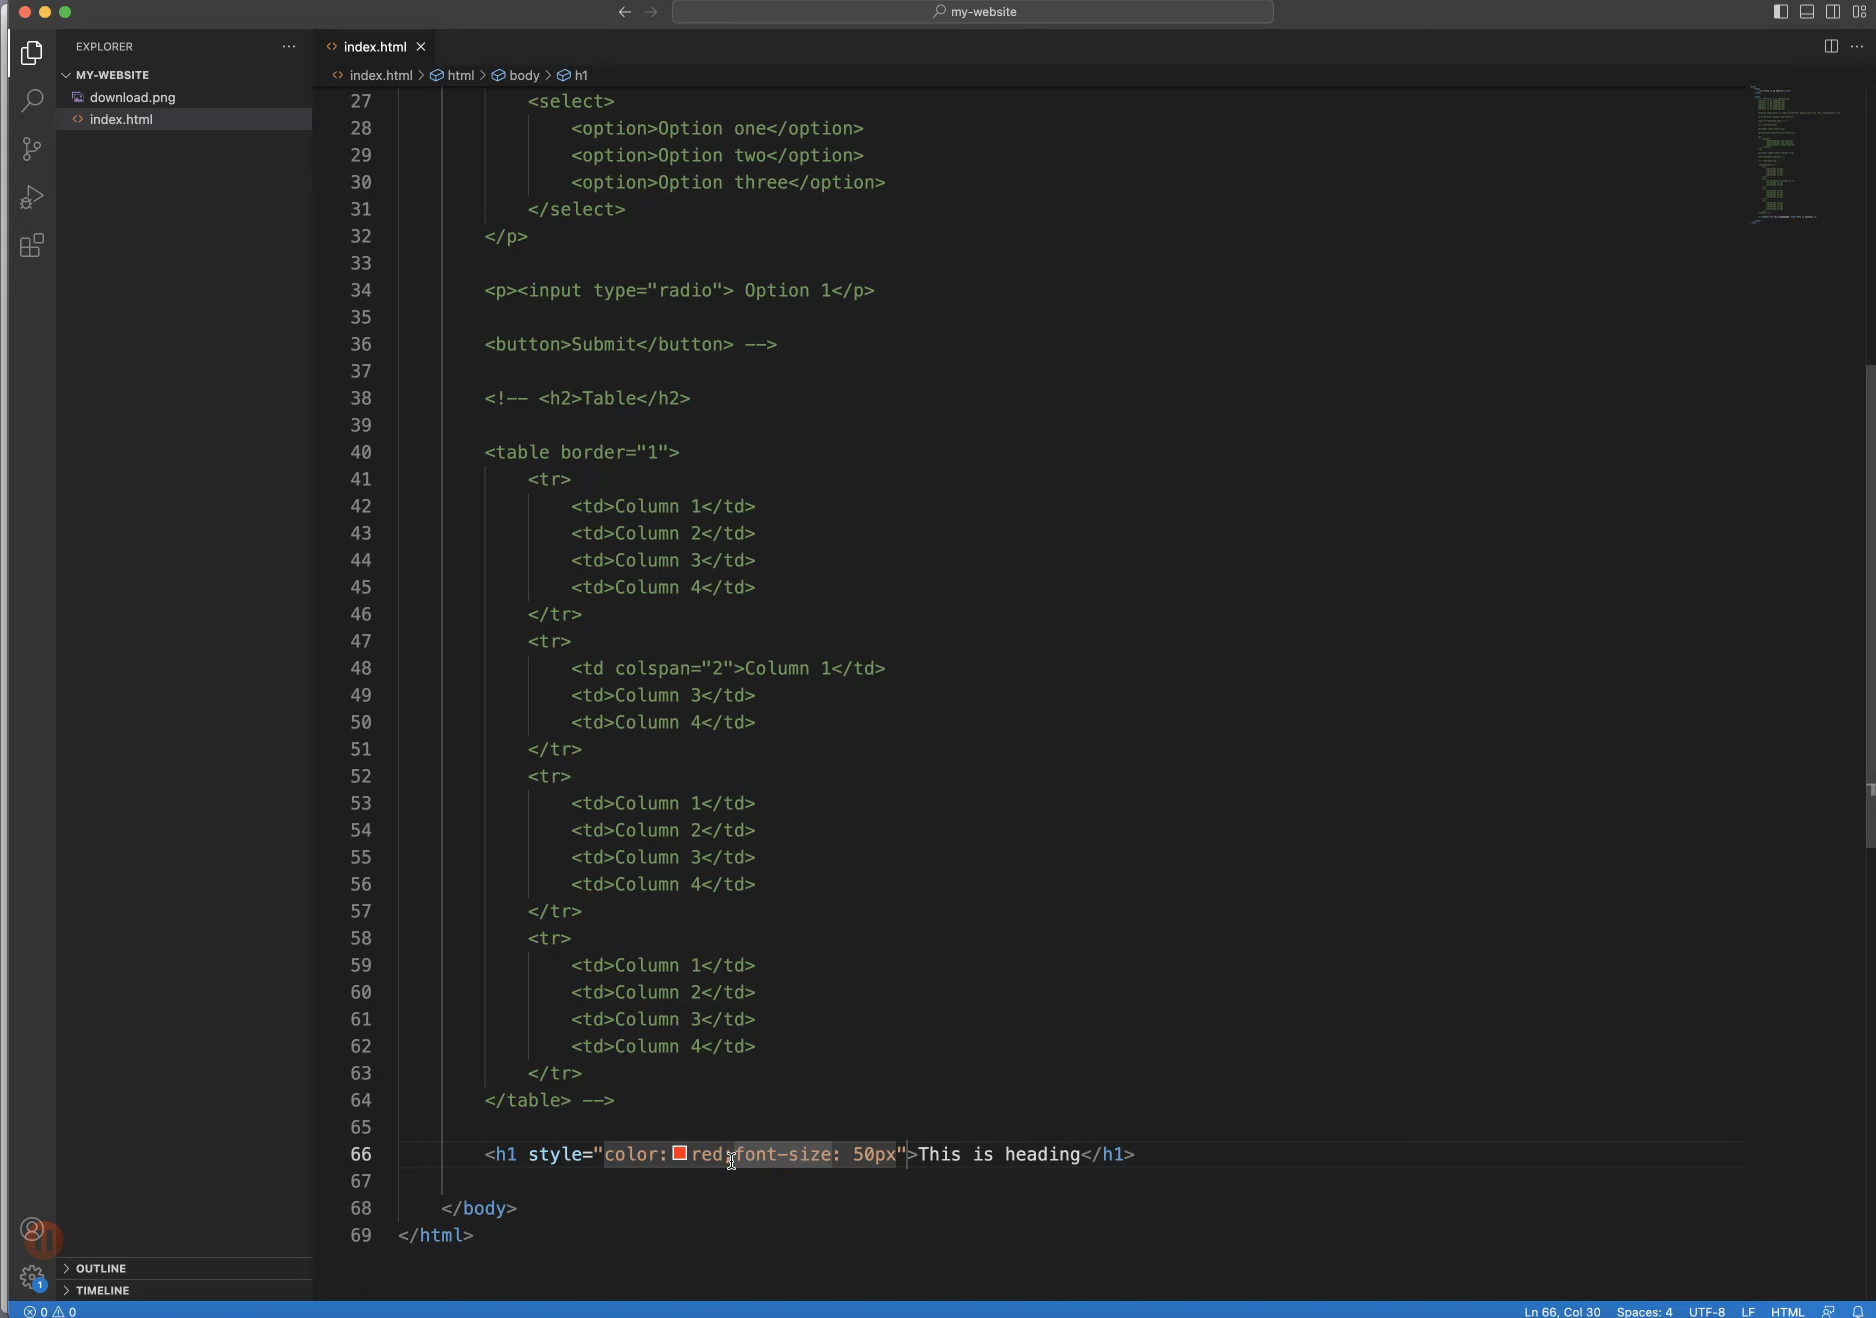 my-website
EXPLORER
MY-WEBSITE
download.png
index.html
index.html
index.html > html > body > h1
27 <select>
28 <option>Option one</option>
29 <option>Option two</option>
30 <option>Option three</option>
31 </select>
32 </p>
33
34 <p><input type="radio"> Option 1</p>
35
36 <button>Submit</button> -->
37
38 <!-- <h2>Table</h2>
39
40 <table border="1">
41 <tr>
42 <td>Column 1</td>
43 <td>Column 2</td>
44 <td>Column 3</td>
45 <td>Column 4</td>
46 </tr>
47 <tr>
48 <td colspan="2">Column 1</td>
49 <td>Column 3</td>
50 <td>Column 4</td>
51 </tr>
52 <tr>
53 <td>Column 1</td>
54 <td>Column 2</td>
55 <td>Column 3</td>
56 <td>Column 4</td>
57 </tr>
58 <tr>
59 <td>Column 1</td>
60 <td>Column 2</td>
61 <td>Column 3</td>
62 <td>Column 4</td>
63 </tr>
64 </table> -->
65
66 <h1 style="color: red;font-size: 50px">This is heading</h1>
67
68 </body>
69 </html>
OUTLINE
1
TIMELINE
0 0
Ln 66, Col 30 Spaces: 4 UTF-8 LF HTML